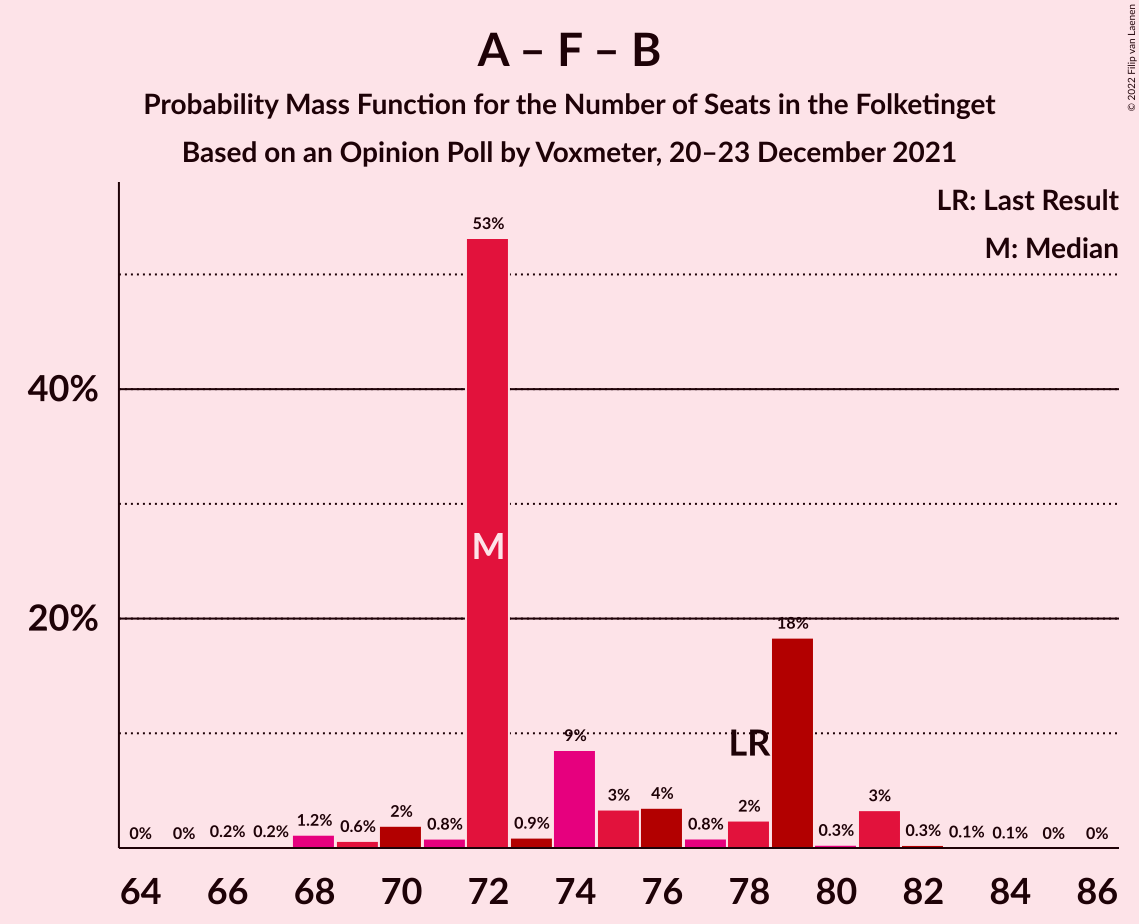 A – F – B
Probability Mass Function for the Number of Seats in the Folketinget
Based on an Opinion Poll by Voxmeter, 20–23 December 2021
© 2022 Filip van Laenen
LR: Last Result
M: Median
40%
20%
0% 0% 0.2% 0.2% 1.2% 0.6% 2% 0.8% 53% 0.9% 9% 3% 4% 0.8% 2% 18% 0.3% 3% 0.3% 0.1% 0.1% 0% 0%
M
LR
64 66 68 70 72 74 76 78 80 82 84 86